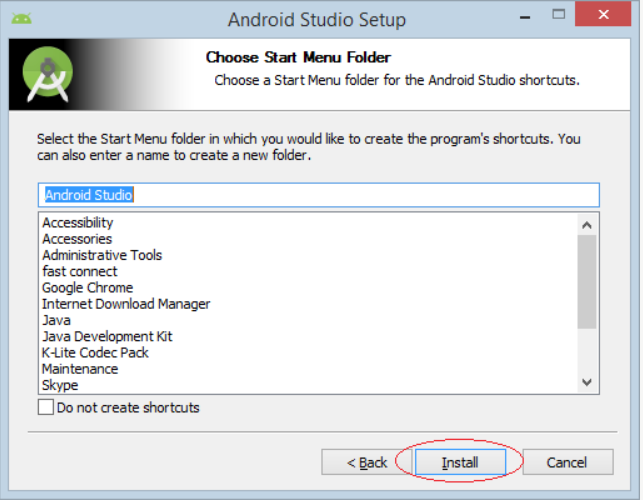 Android Studio Setup
Choose Start Menu Folder
Choose a Start Menu folder for the Android Studio shortcuts.
Select the Start Menu folder in which you would like to create the program's shortcuts. You
can also enter a name to create a new folder.
Android Studio
Accessibility
Accessories
Administrative Tools
fast connect
Google Chrome
Internet Download Manager
Java
Java Development Kit
K-Lite Codec Pack
Maintenance
Skype
Do not create shortcuts
< Back Install Cancel